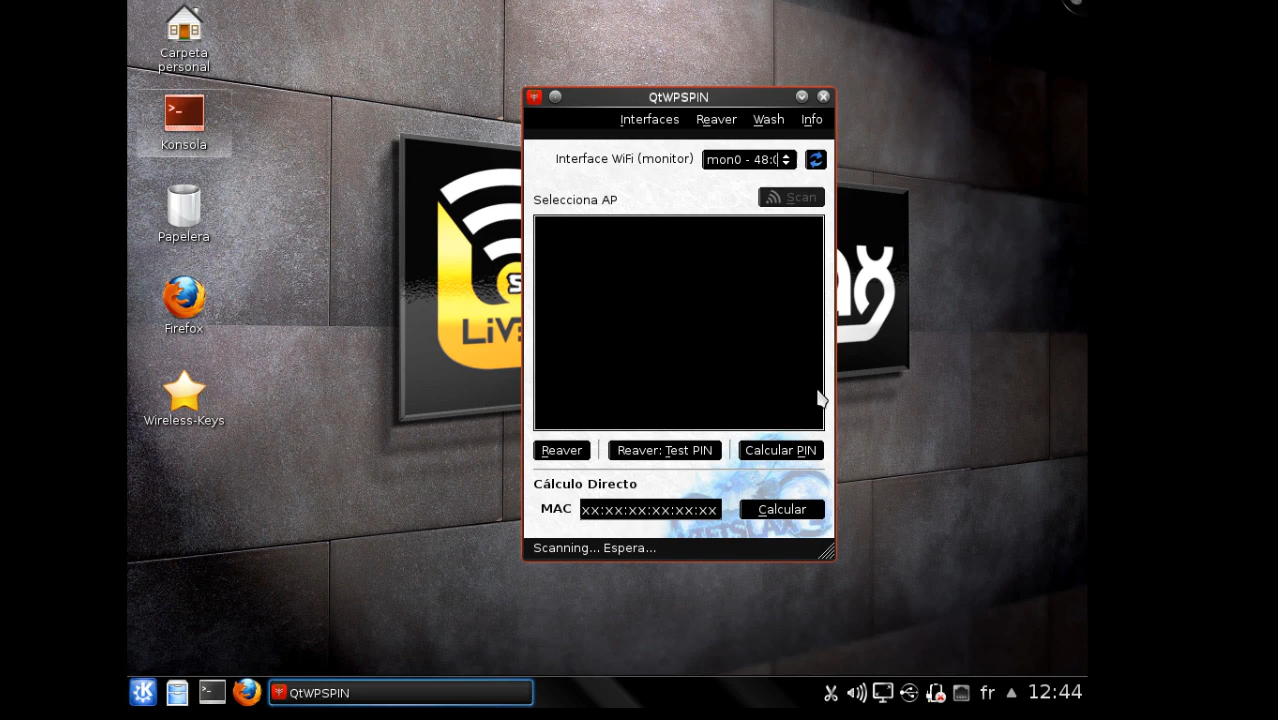 Carpeta
personal
Konsola
Papelera
Firefox
Wireless-Keys
LiV
QtWPSPIN
Interfaces Reaver Wash Info
Interface WiFi (monitor) mon0 - 48:0
Selecciona AP Scan
Reaver Reaver: Test PIN Calcular PIN
Cálculo Directo
MAC xx:xx:xx:xx:xx:xx Calcular
Scanning... Espera...
QtWPSPIN fr 12:44